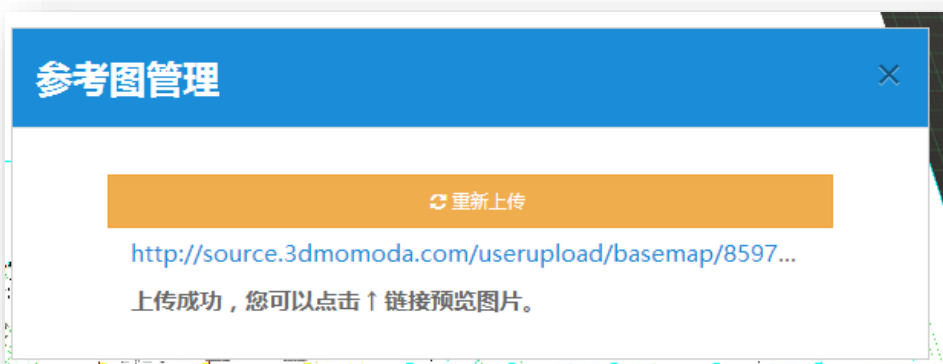 参考图管理
重新上传
http://source.3dmomoda.com/userupload/basemap/8597...
上传成功，您可以点击↑链接预览图片。